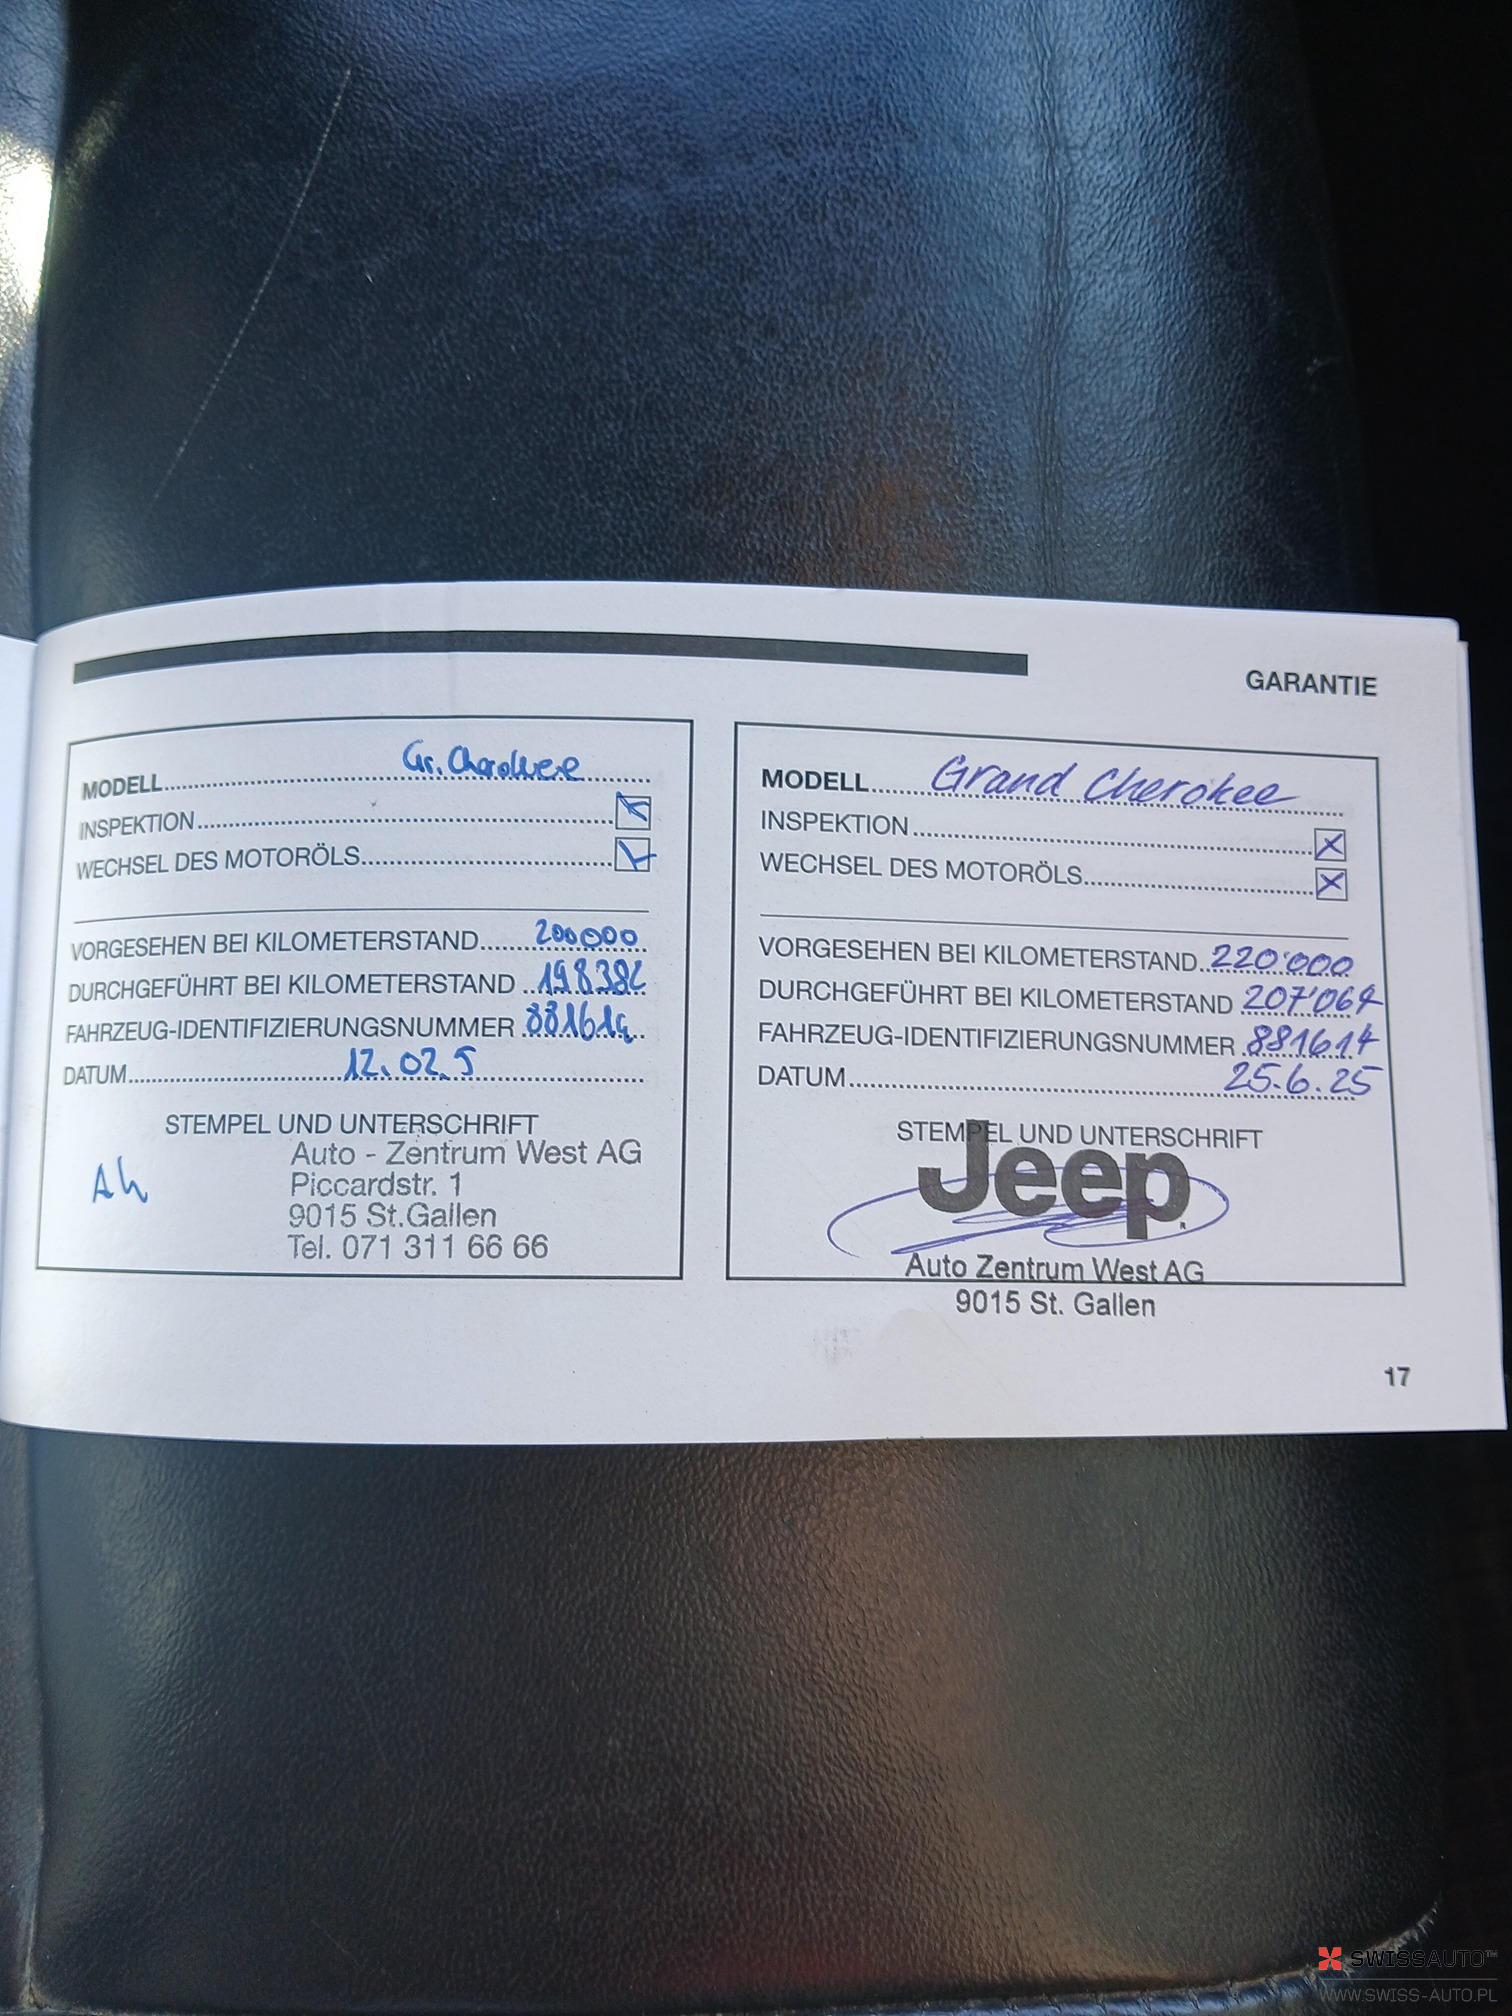 GARANTIE
MODELL Gr. Cherokee
INSPEKTION
WECHSEL DES MOTORÖLS
VORGESEHEN BEI KILOMETERSTAND 200000
DURCHGEFÜHRT BEI KILOMETERSTAND 198382
FAHRZEUG-IDENTIFIZIERUNGSNUMMER 881614
DATUM 12.02.5
STEMPEL UND UNTERSCHRIFT
Auto - Zentrum West AG
Piccardstr. 1
9015 St.Gallen
Tel. 071 311 66 66
MODELL Grand Cherokee
INSPEKTION
WECHSEL DES MOTORÖLS
VORGESEHEN BEI KILOMETERSTAND 220'000
DURCHGEFÜHRT BEI KILOMETERSTAND 207'064
FAHRZEUG-IDENTIFIZIERUNGSNUMMER 881614
DATUM 25.6.25
STEMPEL UND UNTERSCHRIFT
Jeep
Auto Zentrum West AG
9015 St. Gallen
17
SWISSAUTO™
WWW.SWISS-AUTO.PL